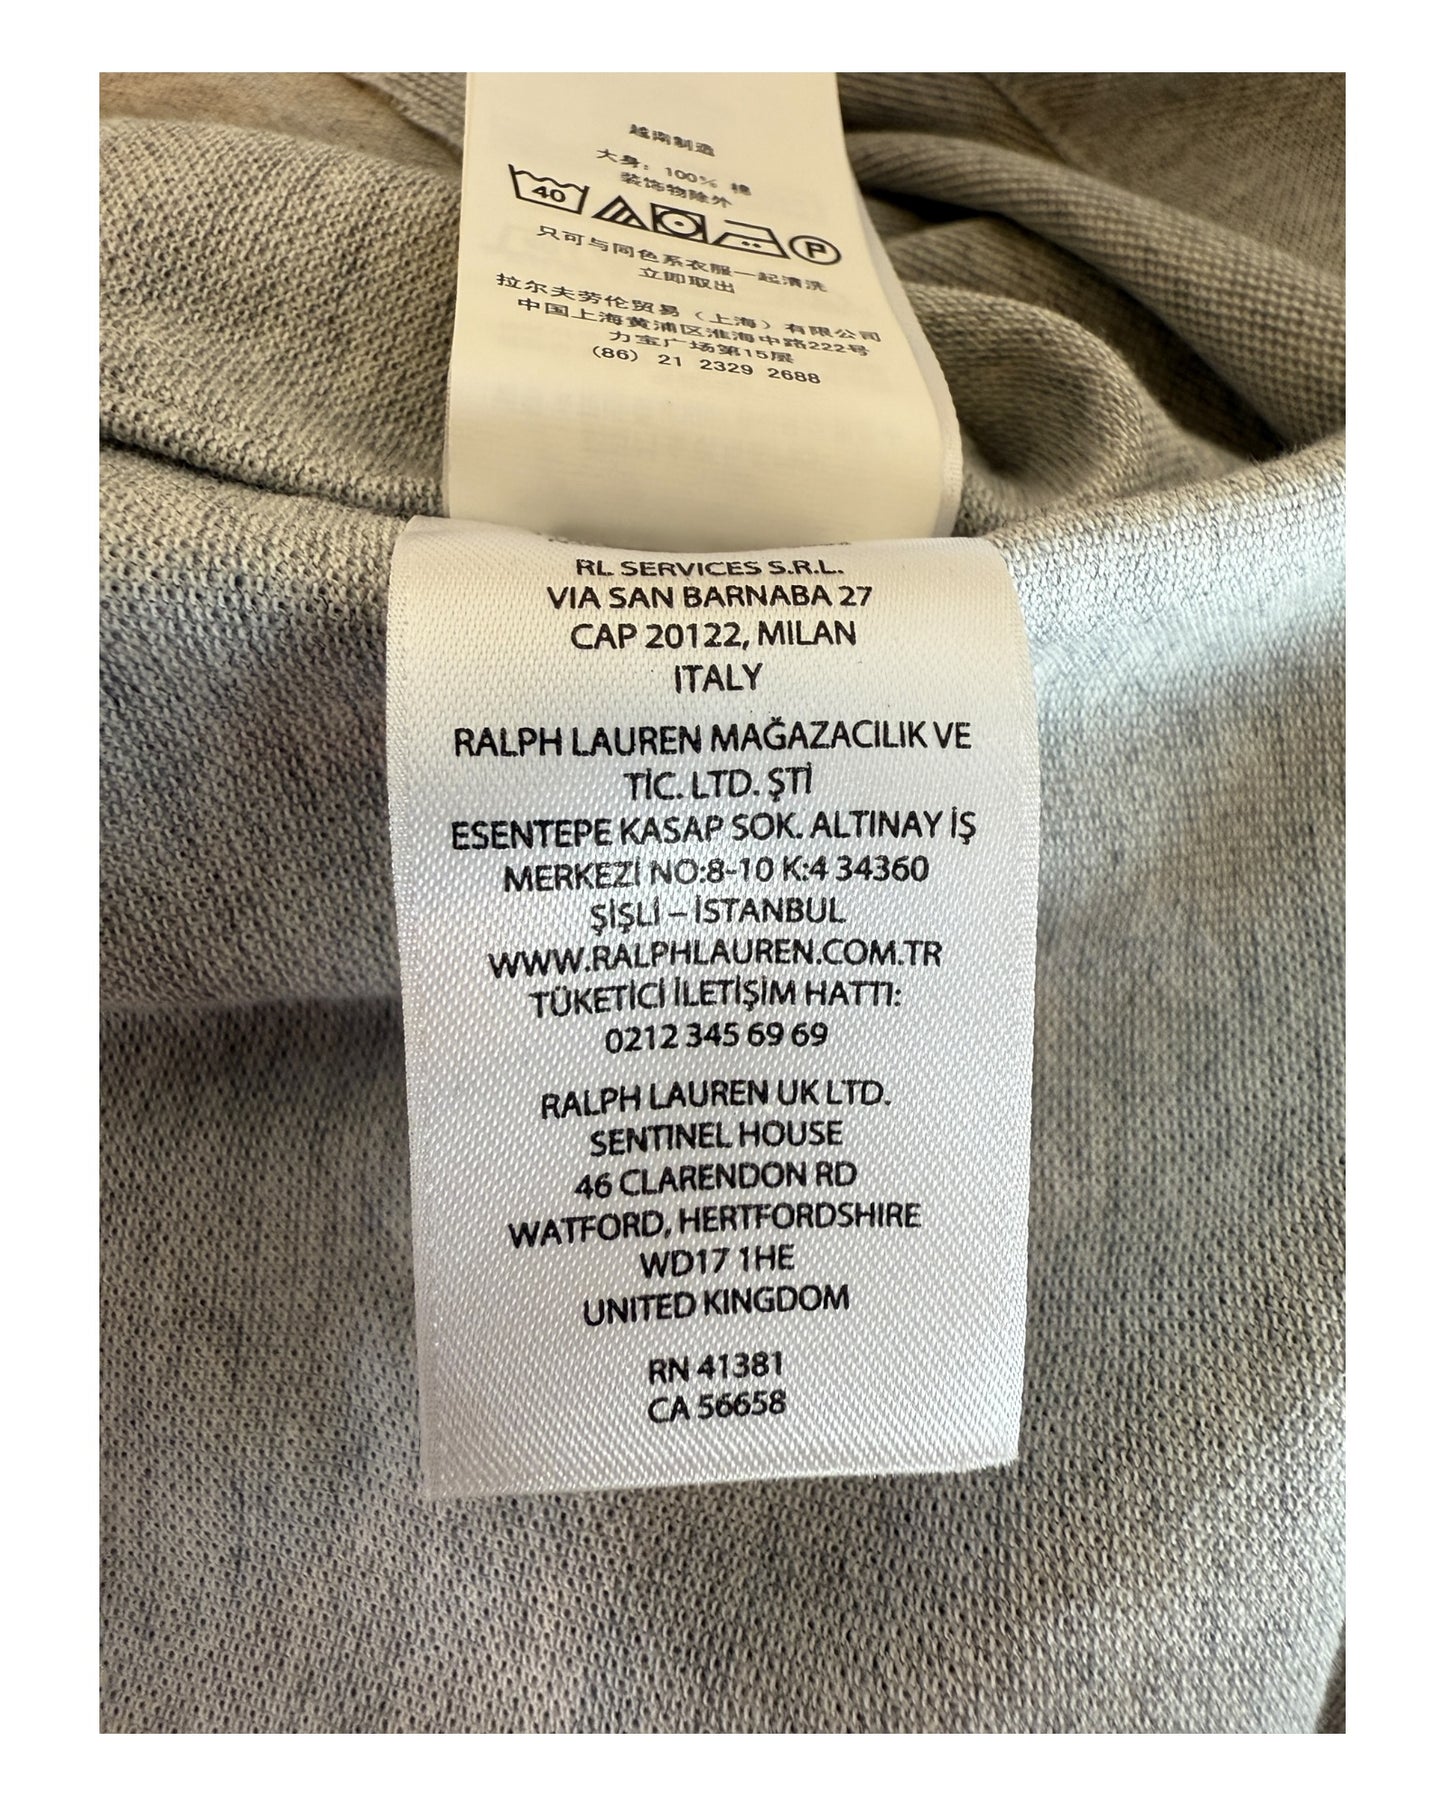 越南制造
大身: 100% 棉
装饰物除外
40 P
只可与同色系衣服一起清洗
立即取出
拉尔夫劳伦贸易（上海）有限公司
中国上海黄浦区淮海中路222号
力宝广场第15层
(86) 21 2329 2688
RL SERVICES S.R.L.
VIA SAN BARNABA 27
CAP 20122, MILAN
ITALY
RALPH LAUREN MAĞAZACILIK VE
TİC. LTD. ŞTİ
ESENTEPE KASAP SOK. ALTINAY İŞ
MERKEZİ NO:8-10 K:4 34360
ŞİŞLİ – İSTANBUL
WWW.RALPHLAUREN.COM.TR
TÜKETİCİ İLETİŞİM HATTI:
0212 345 69 69
RALPH LAUREN UK LTD.
SENTINEL HOUSE
46 CLARENDON RD
WATFORD, HERTFORDSHIRE
WD17 1HE
UNITED KINGDOM
RN 41381
CA 56658